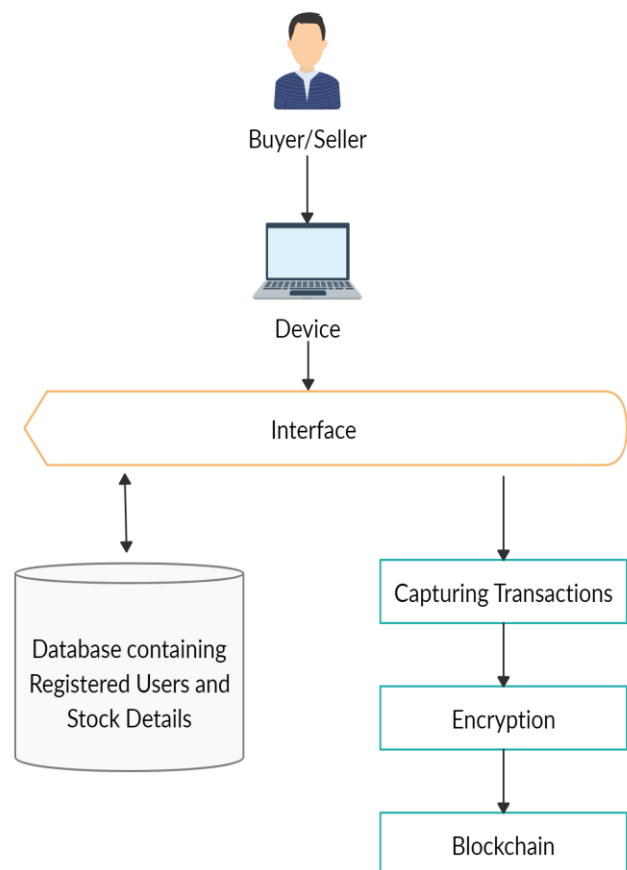 Buyer/Seller
Device
Interface
Database containing
Registered Users and
Stock Details
Capturing Transactions
Encryption
Blockchain